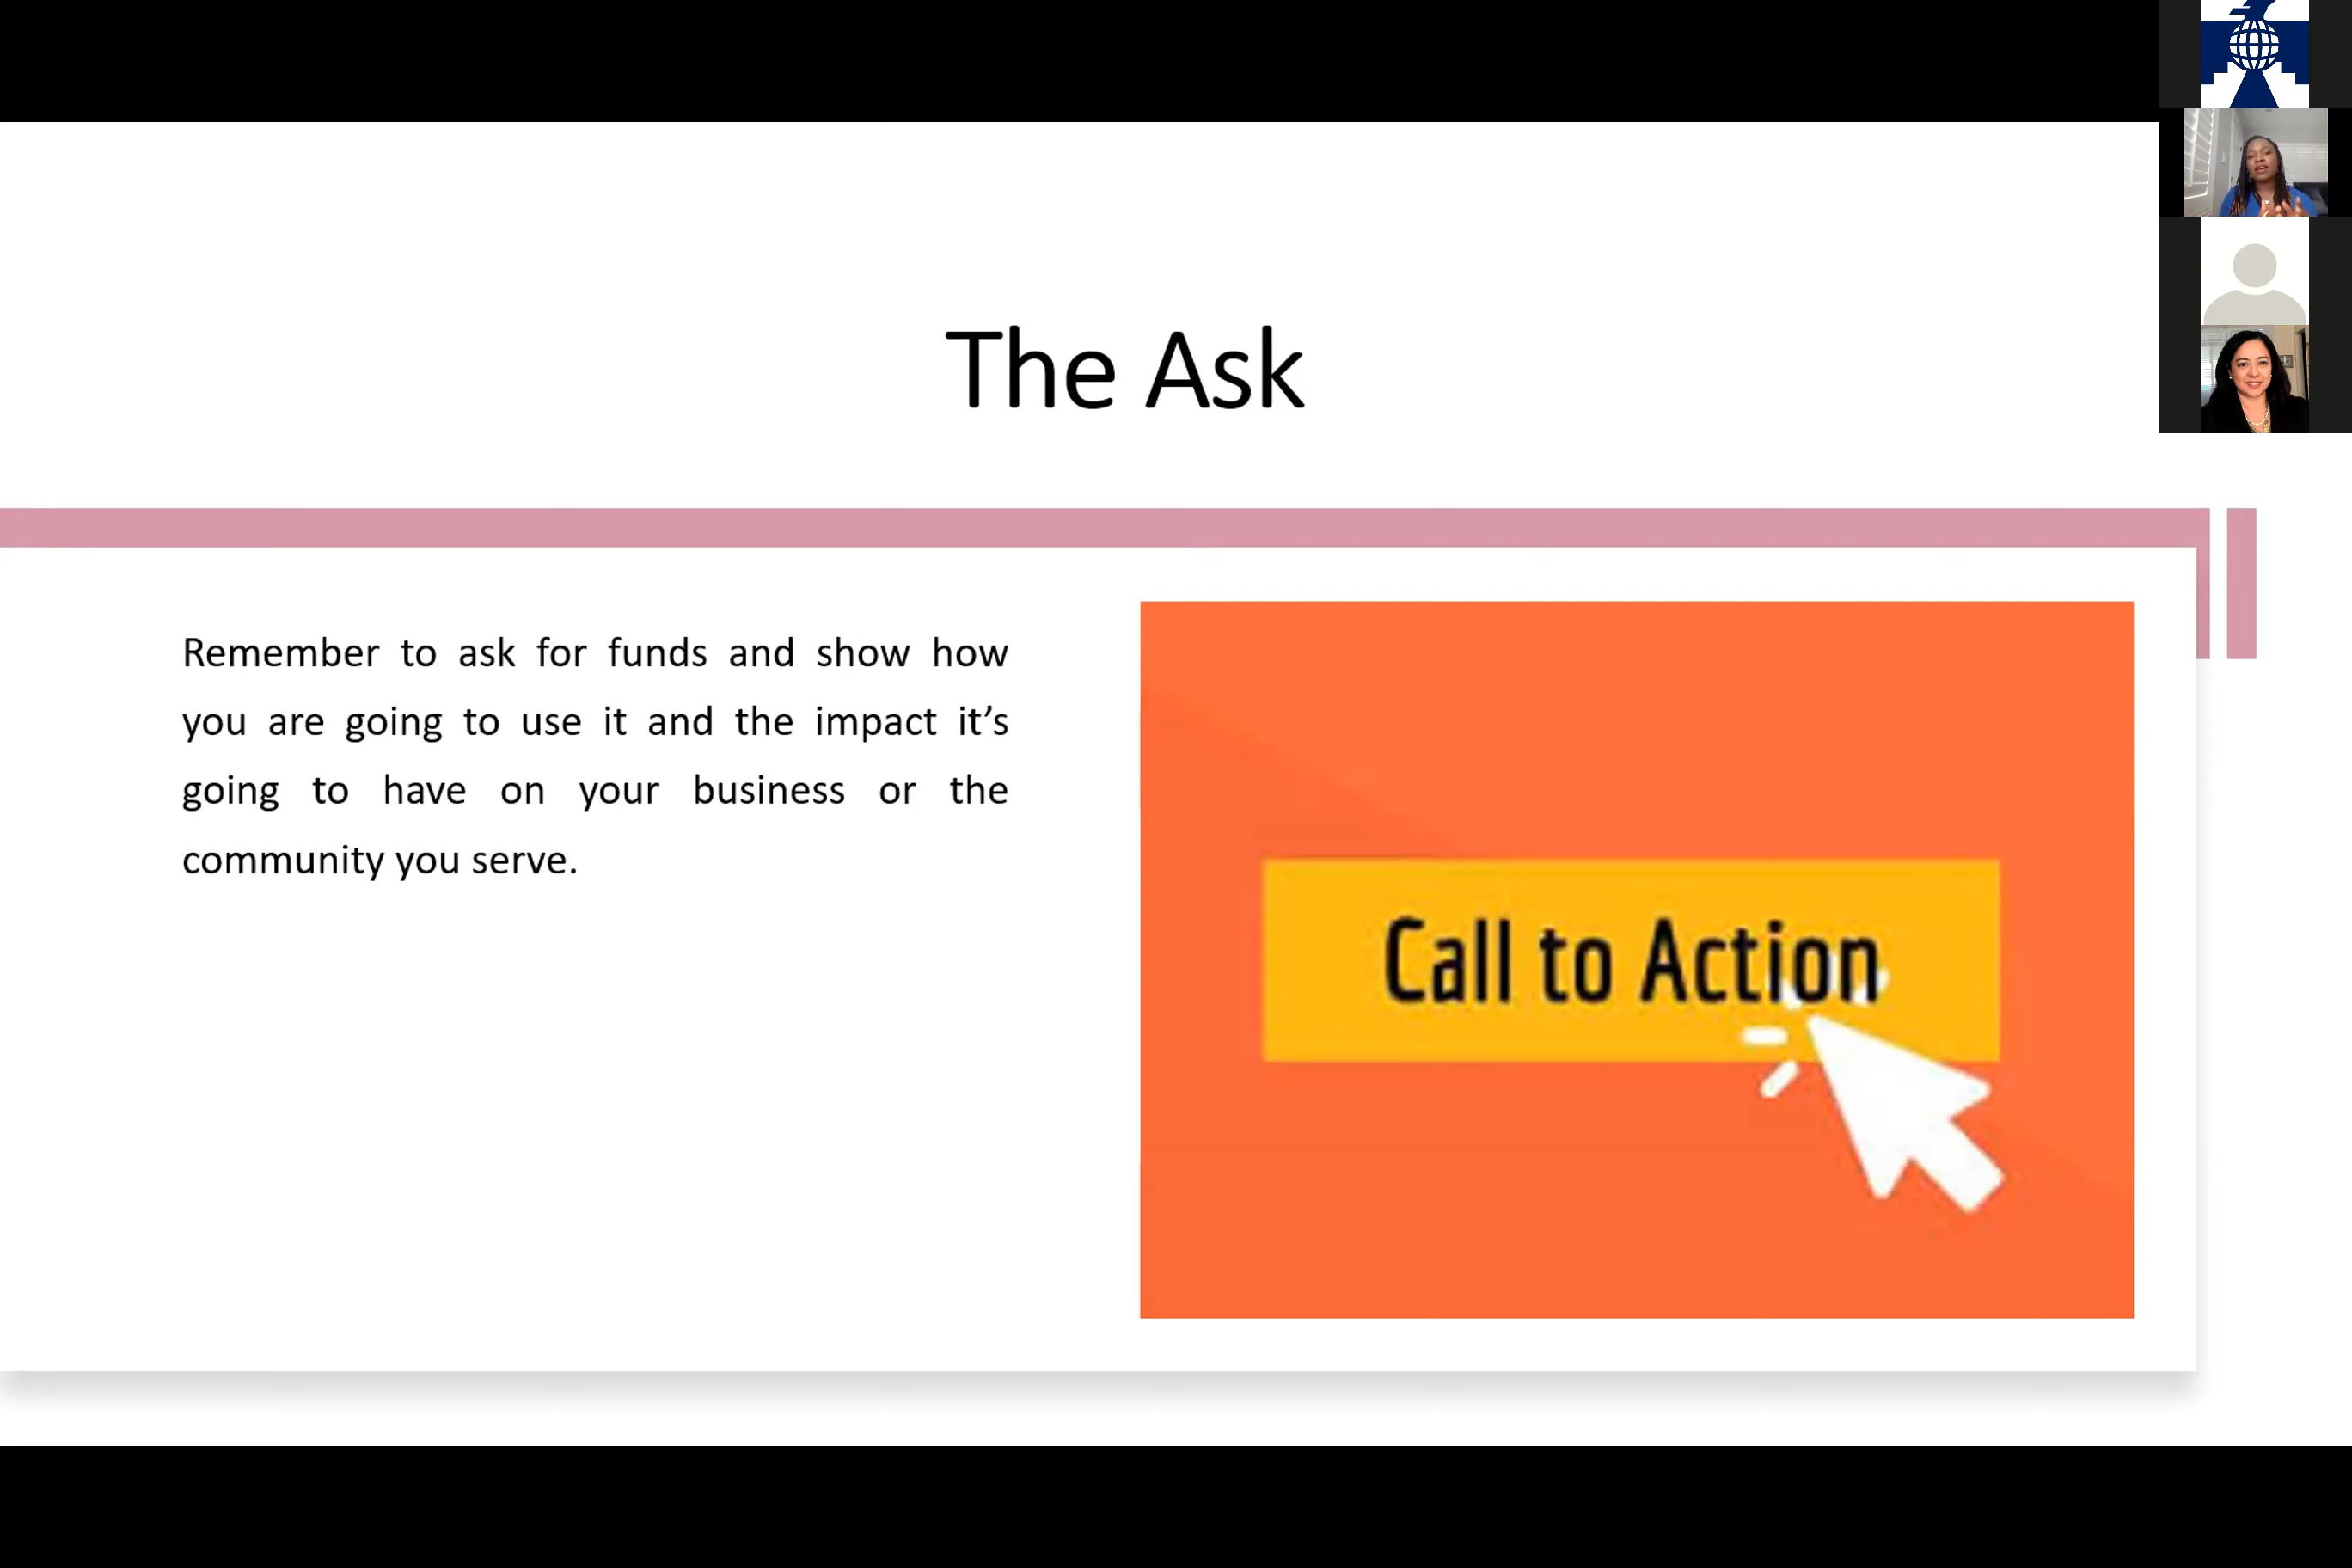 The Ask
Remember to ask for funds and show how
you are going to use it and the impact it’s
going to have on your business or the
community you serve.
Call to Action